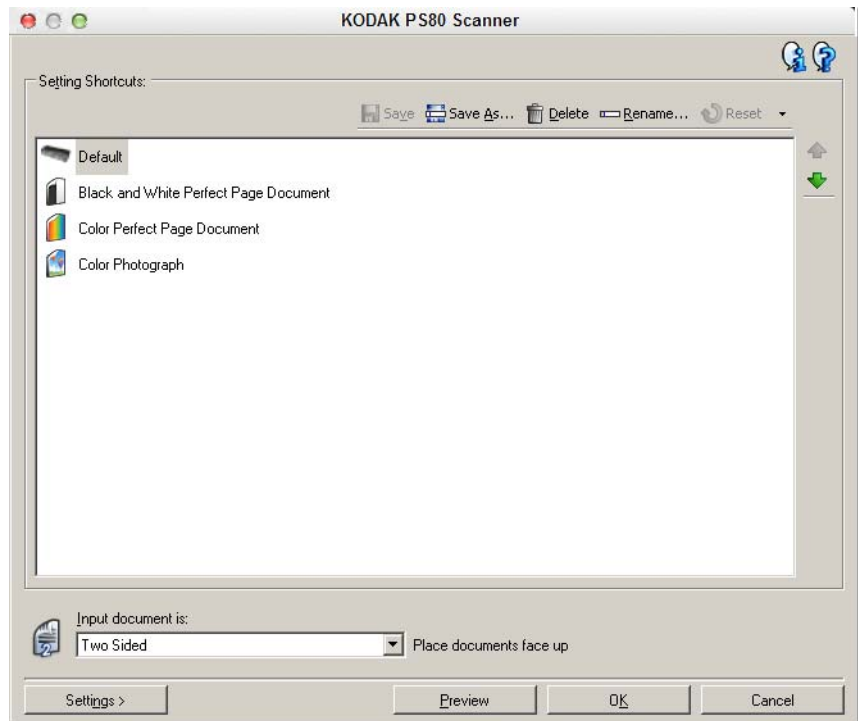 KODAK PS80 Scanner
Setting Shortcuts:
Save Save As... Delete Rename... Reset
Default
Black and White Perfect Page Document
Color Perfect Page Document
Color Photograph
Input document is:
2 Two Sided Place documents face up
Settings > Preview OK Cancel